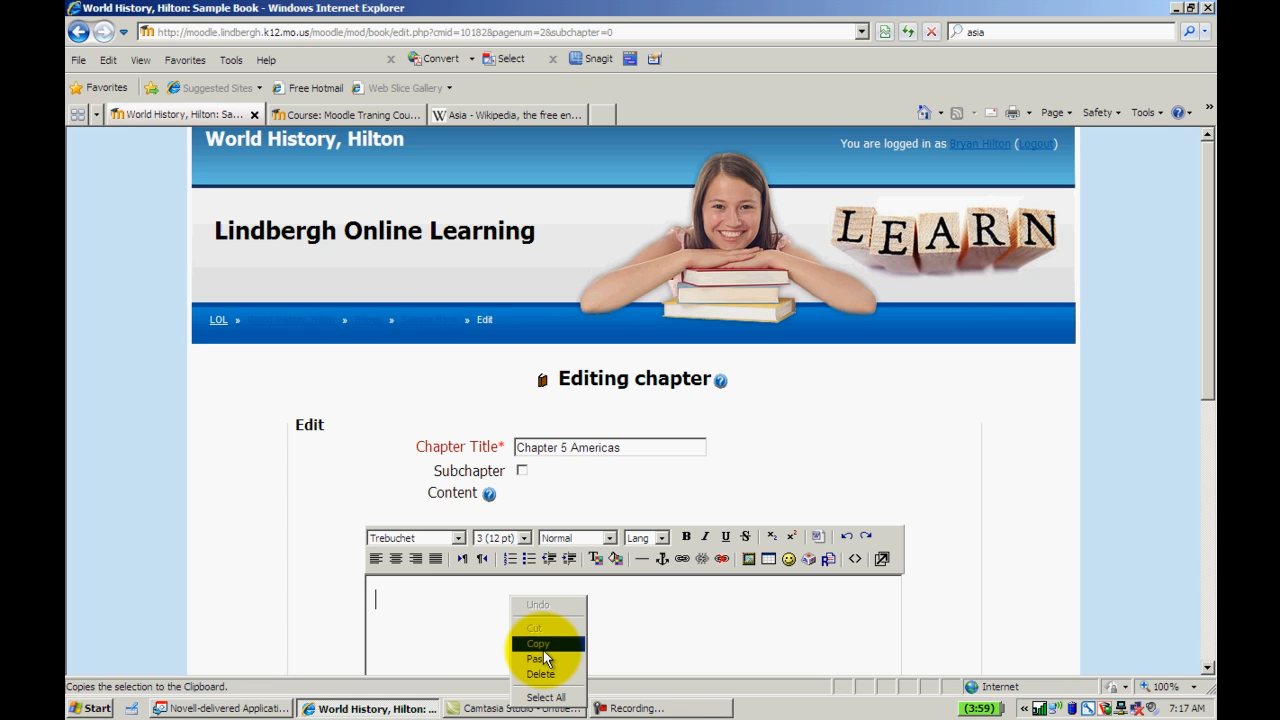 World History, Hilton: Sample Book - Windows Internet Explorer
http://moodle.lindbergh.k12.mo.us/moodle/mod/book/edit.php?cmid=10182&pagenum=2&subchapter=0
asia
File Edit View Favorites Tools Help
Convert Select Snagit
Favorites Suggested Sites Free Hotmail Web Slice Gallery
World History, Hilton: Sa... Course: Moodle Traning Cou... Asia - Wikipedia, the free en...
Page Safety Tools
World History, Hilton
You are logged in as Bryan Hilton (Logout)
Lindbergh Online Learning
LEARN
LOL » » » » Edit
Editing chapter
Edit
Chapter Title* Chapter 5 Americas
Subchapter
Content
Trebuchet 3 (12 pt) Normal Lang B I U S
Undo
Cut
Copy
Paste
Delete
Select All
Copies the selection to the Clipboard.
Internet 100%
Start Novell-delivered Applicati... World History, Hilton: ... Camtasia Studio - Untitle... Recording... (3:59) 7:17 AM